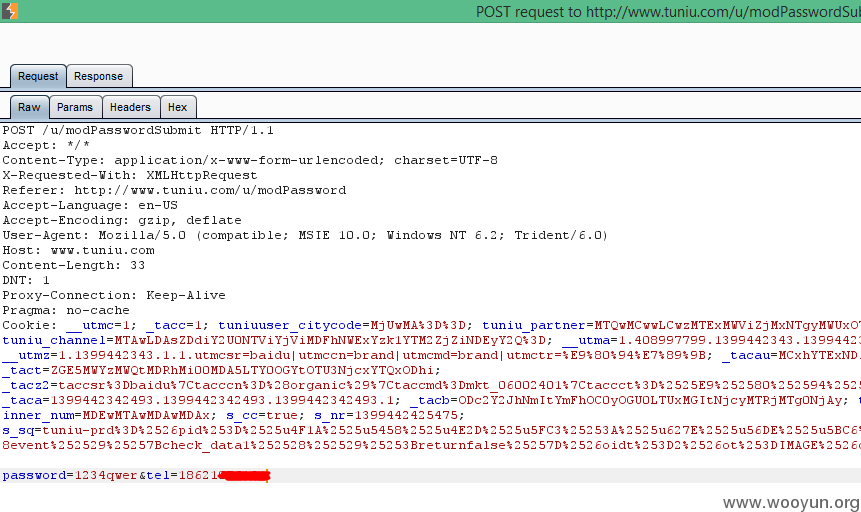 POST request to http://www.tuniu.com/u/modPasswordSub
Request Response
Raw Params Headers Hex
POST /u/modPasswordSubmit HTTP/1.1
Accept: */*
Content-Type: application/x-www-form-urlencoded; charset=UTF-8
X-Requested-With: XMLHttpRequest
Referer: http://www.tuniu.com/u/modPassword
Accept-Language: en-US
Accept-Encoding: gzip, deflate
User-Agent: Mozilla/5.0 (compatible; MSIE 10.0; Windows NT 6.2; Trident/6.0)
Host: www.tuniu.com
Content-Length: 33
DNT: 1
Proxy-Connection: Keep-Alive
Pragma: no-cache
Cookie: __utmc=1; _tacc=1; tuniuuser_citycode=MjUwMA%3D%3D; tuniu_partner=MTQwMCwwLCwzMTExMWViZjMxNTgyMWUxOT
tuniu_channel=MTAwLDAsZDdiY2U0NTViYjViMDFhNWExYzk1YTM2ZjZiNDEyY2Q%3D; __utma=1.408997799.1399442343.139944
__utmz=1.1399442343.1.1.utmcsr=baidu|utmccn=brand|utmcmd=brand|utmctr=%E9%80%94%E7%89%9B; _tacau=MCxhYTExND
_tact=ZGE5MWYzMWQtMDRhMi00MDA5LTY0OGYtOTU3NjcxYTQxODhi;
_tacz2=taccsr%3Dbaidu%7Ctacccn%3D%28organic%29%7Ctaccmd%3Dmkt_06002401%7Ctaccct%3D%2525E9%252580%252594%2525
_taca=1399442342493.1399442342493.1399442342493.1; _tacb=ODc2Y2JhNmItYmFhOC0yOGU0LTUxMGItNjcyMTRjMTg0NjAy; t
inner_num=MDEwMTAwMDAwMDAx; s_cc=true; s_nr=1399442425475;
s_sq=tuniu-prd%3D%2526pid%253D%2525u4F1A%2525u5458%2525u4E2D%2525u5FC3%25253A%2525u627E%2525u56DE%2525u5BC6%
8event%252529%25257Bcheck_data1%252528%252529%25253Breturnfalse%25257D%2526oidt%253D2%2526ot%253DIMAGE%2526
password=1234qwer&tel=18621
www.wooyun.org